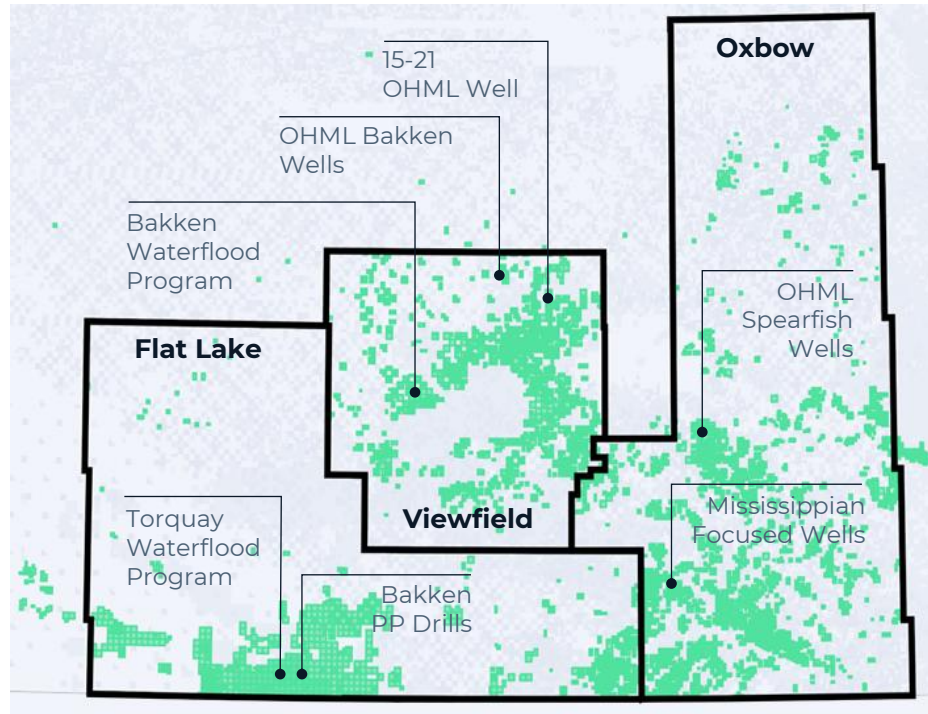 Oxbow
15-21
OHML Well
OHML Bakken
Wells
Bakken
Waterflood
Program
OHML
Spearfish
Wells
Flat Lake
Viewfield
Mississippian
Focused Wells
Torquay
Waterflood
Program
Bakken
PP Drills